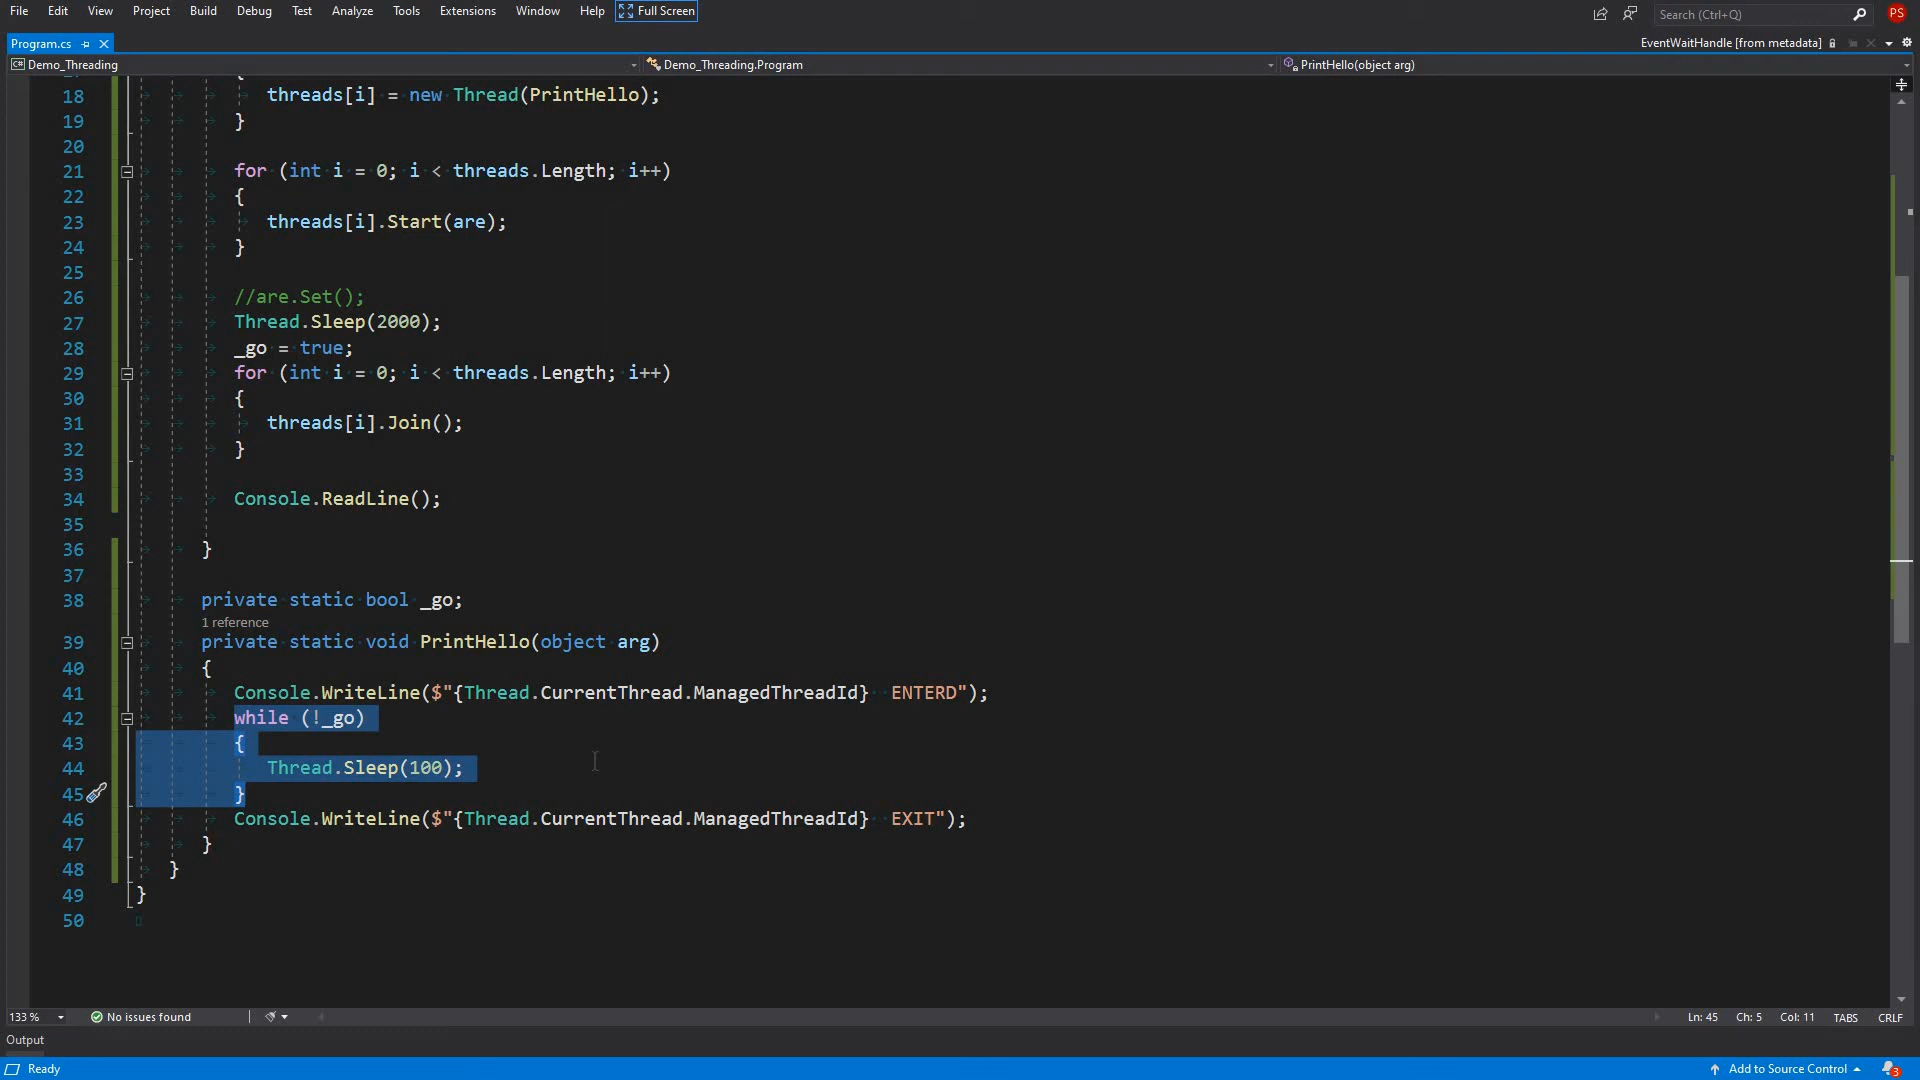 File Edit View Project Build Debug Test Analyze Tools Extensions Window Help Full Screen Search (Ctrl+Q) PS
Program.cs EventWaitHandle [from metadata]
C# Demo_Threading Demo_Threading.Program PrintHello(object arg)
18 threads[i] = new Thread(PrintHello);
19 }
20
21 for (int i = 0; i < threads.Length; i++)
22 {
23 threads[i].Start(are);
24 }
25
26 //are.Set();
27 Thread.Sleep(2000);
28 _go = true;
29 for (int i = 0; i < threads.Length; i++)
30 {
31 threads[i].Join();
32 }
33
34 Console.ReadLine();
35
36 }
37
38 private static bool _go;
1 reference
39 private static void PrintHello(object arg)
40 {
41 Console.WriteLine($"{Thread.CurrentThread.ManagedThreadId}  ENTERD");
42 while (!_go)
43 {
44 Thread.Sleep(100);
45 }
46 Console.WriteLine($"{Thread.CurrentThread.ManagedThreadId}  EXIT");
47 }
48 }
49 }
50
133 % No issues found Ln: 45 Ch: 5 Col: 11 TABS CRLF
Output
Ready Add to Source Control 3